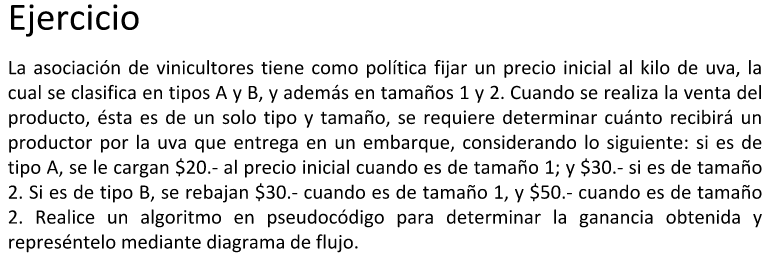 Ejercicio
La asociación de vinicultores tiene como política fijar un precio inicial al kilo de uva, la
cual se clasifica en tipos A y B, y además en tamaños 1 y 2. Cuando se realiza la venta del
producto, ésta es de un solo tipo y tamaño, se requiere determinar cuánto recibirá un
productor por la uva que entrega en un embarque, considerando lo siguiente: si es de
tipo A, se le cargan $20.- al precio inicial cuando es de tamaño 1; y $30.- si es de tamaño
2. Si es de tipo B, se rebajan $30.- cuando es de tamaño 1, y $50.- cuando es de tamaño
2. Realice un algoritmo en pseudocódigo para determinar la ganancia obtenida y
represéntelo mediante diagrama de flujo.